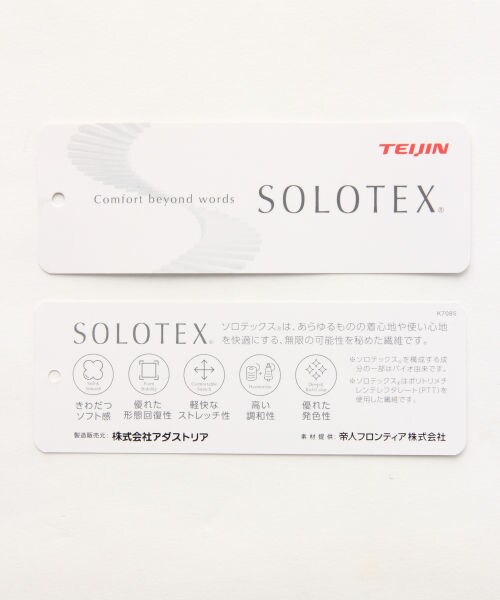 TEIJIN
Comfort beyond words
SOLOTEX®
K7085
SOLOTEX®
ソロテックス®は、あらゆるものの着心地や使い心地
を快適にする、無限の可能性を秘めた繊維です。
※ソロテックス®を構成する成
分の一部はバイオ由来です。
※ソロテックス®はポリトリメチ
レンテレフタレート(PTT)を
使用した繊維です。
きわだつ
ソフト感
優れた
形態回復性
軽快な
ストレッチ性
高い
調和性
優れた
発色性
製造販売元: 株式会社アダストリア
素材提供: 帝人フロンティア株式会社